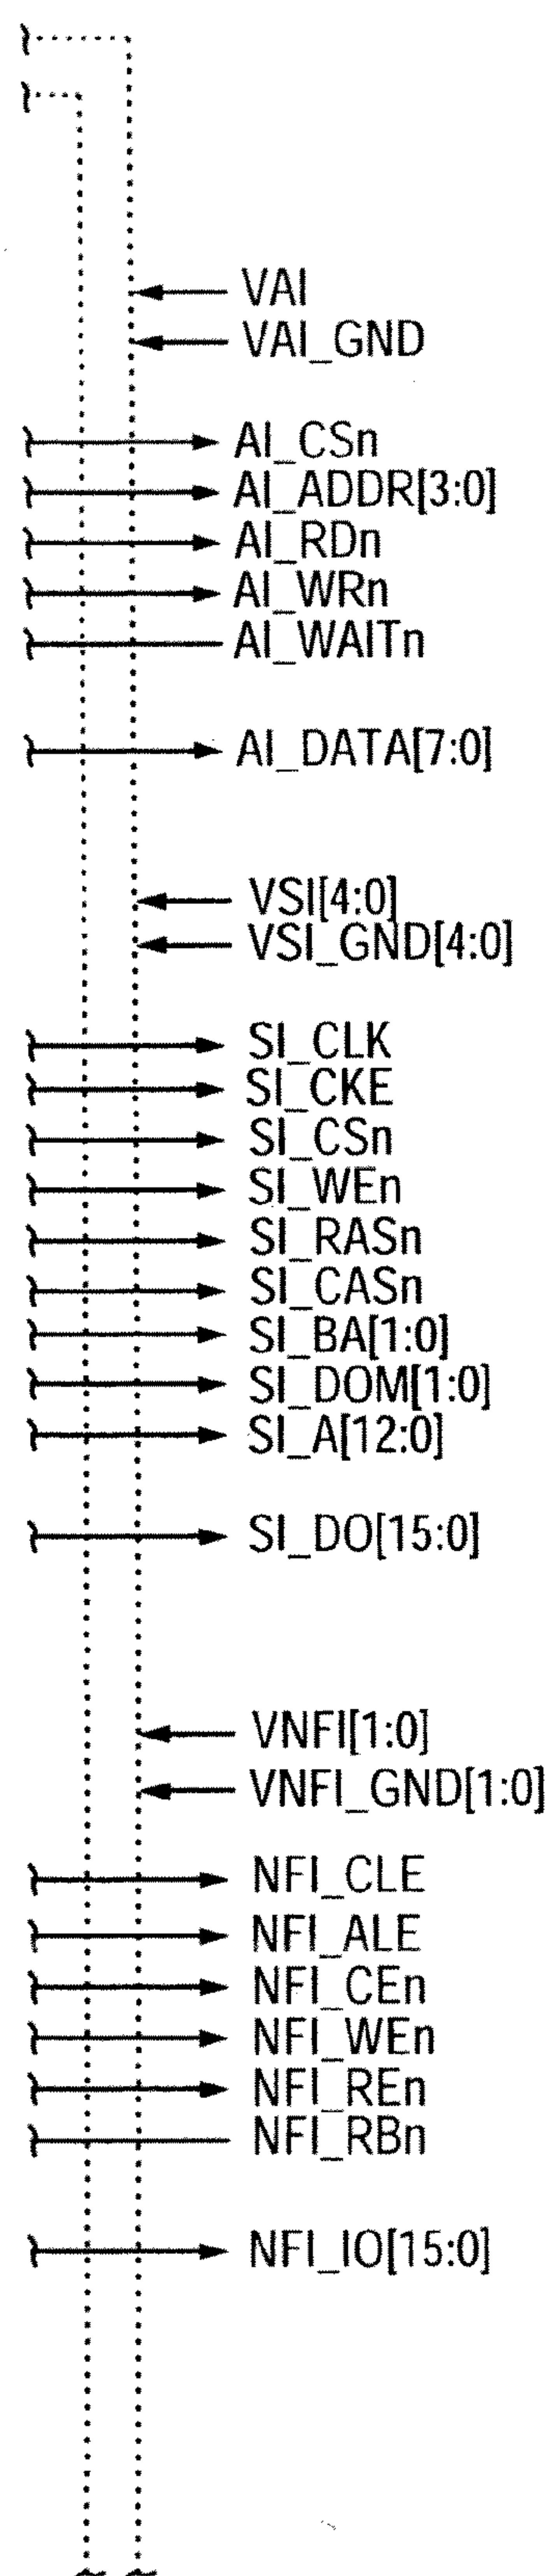 VAI
VAI_GND
AI_CSn
AI_ADDR[3:0]
AI_RDn
AI_WRn
AI_WAITn
AI_DATA[7:0]
VSI[4:0]
VSI_GND[4:0]
SI_CLK
SI_CKE
SI_CSn
SI_WEn
SI_RASn
SI_CASn
SI_BA[1:0]
SI_DOM[1:0]
SI_A[12:0]
SI_DO[15:0]
VNFI[1:0]
VNFI_GND[1:0]
NFI_CLE
NFI_ALE
NFI_CEn
NFI_WEn
NFI_REn
NFI_RBn
NFI_IO[15:0]